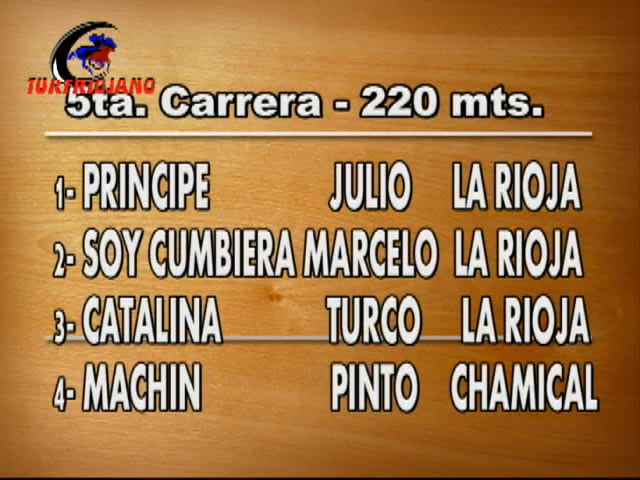 TURFRIOJANO
5ta. Carrera - 220 mts.
1- PRINCIPE JULIO LA RIOJA
2- SOY CUMBIERA MARCELO LA RIOJA
3- CATALINA TURCO LA RIOJA
4- MACHIN PINTO CHAMICAL